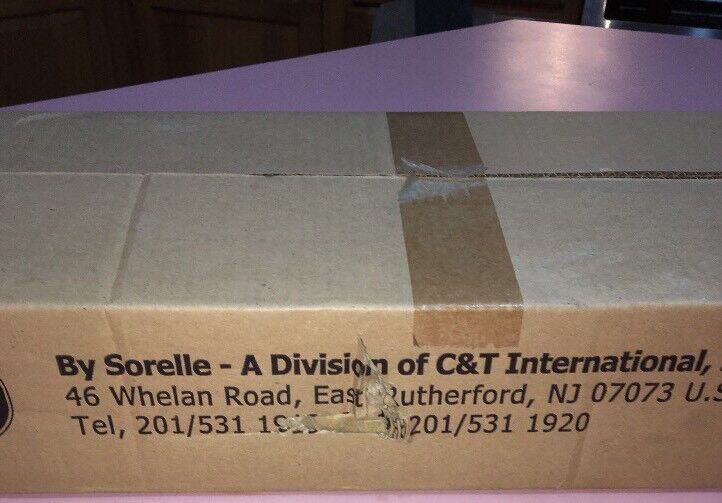 By Sorelle - A Division of C&T International,
46 Whelan Road, East Rutherford, NJ 07073 U.S
Tel, 201/531 201/531 1920